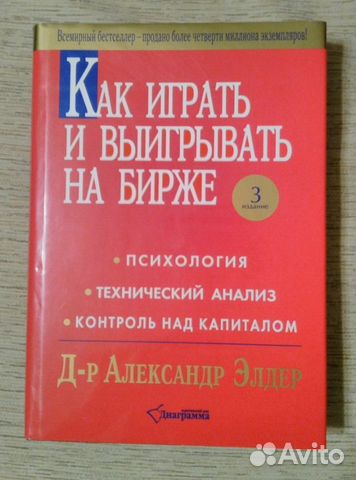 Всемирный бестселлер – продано более четверти миллиона экземпляров!
Как играть
и выигрывать
на бирже
3
издание
• Психология
• Технический анализ
• Контроль над капиталом
Д-р Александр Элдер
Диаграмма
Avito